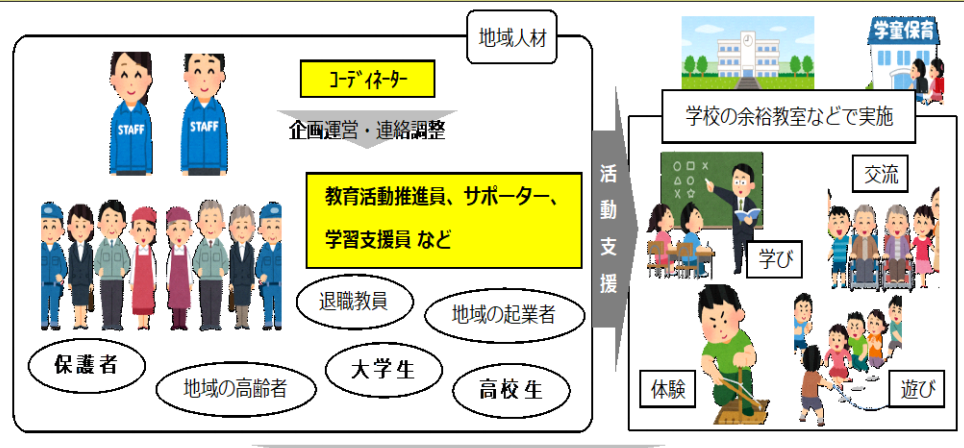 地域人材
コーディネーター
企画運営・連絡調整
STAFF
STAFF
教育活動推進員、サポーター、
学習支援員 など
退職教員
地域の起業者
保護者
地域の高齢者
大学生
高校生
活動支援
学童保育
学校の余裕教室などで実施
○□×
△○
×☆
学び
交流
体験
遊び